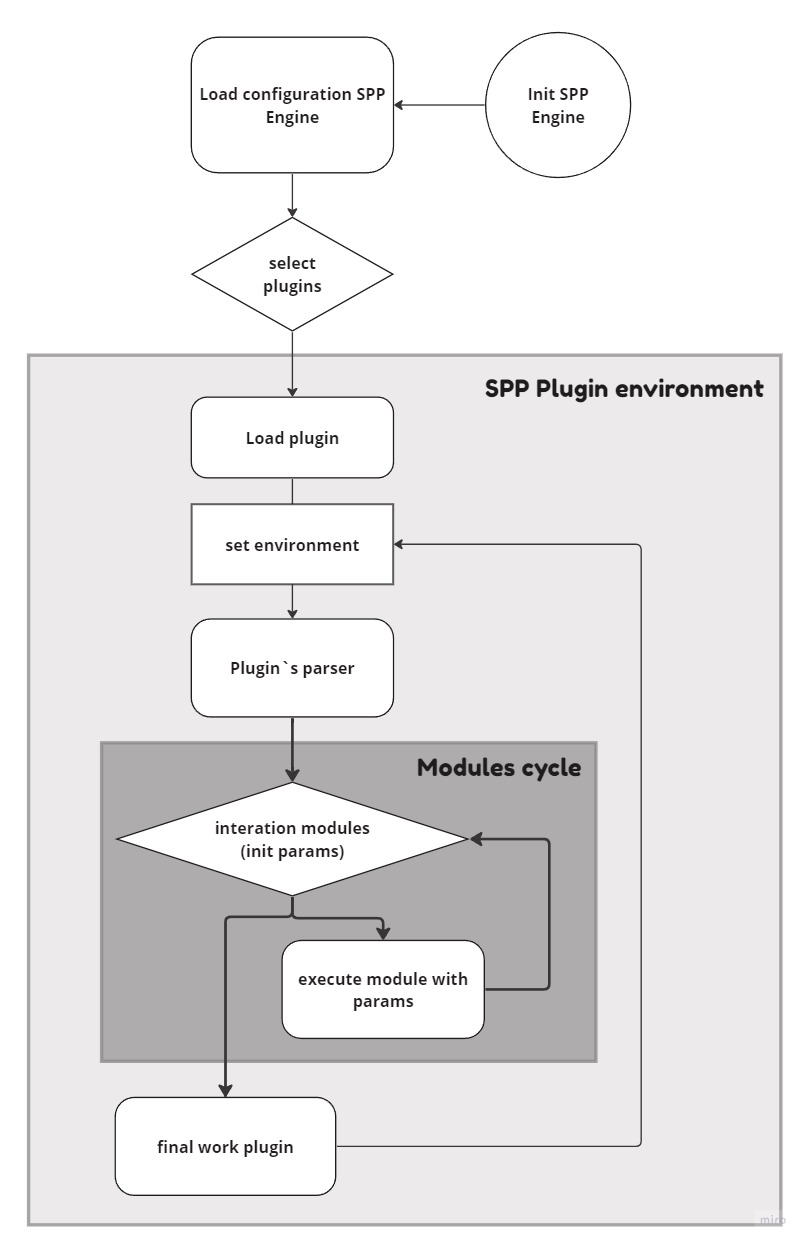 Load configuration SPP
Engine
Init SPP
Engine
select
plugins
SPP Plugin environment
Load plugin
set environment
Plugin`s parser
Modules cycle
interation modules
(init params)
execute module with
params
final work plugin
miro